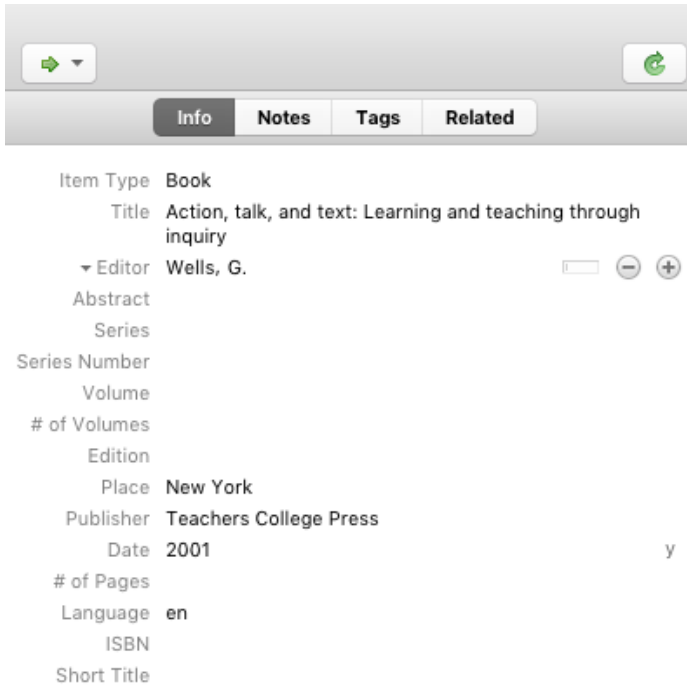 Info Notes Tags Related
Item Type Book
Title Action, talk, and text: Learning and teaching through
inquiry
Editor Wells, G.
Abstract
Series
Series Number
Volume
# of Volumes
Edition
Place New York
Publisher Teachers College Press
Date 2001 y
# of Pages
Language en
ISBN
Short Title